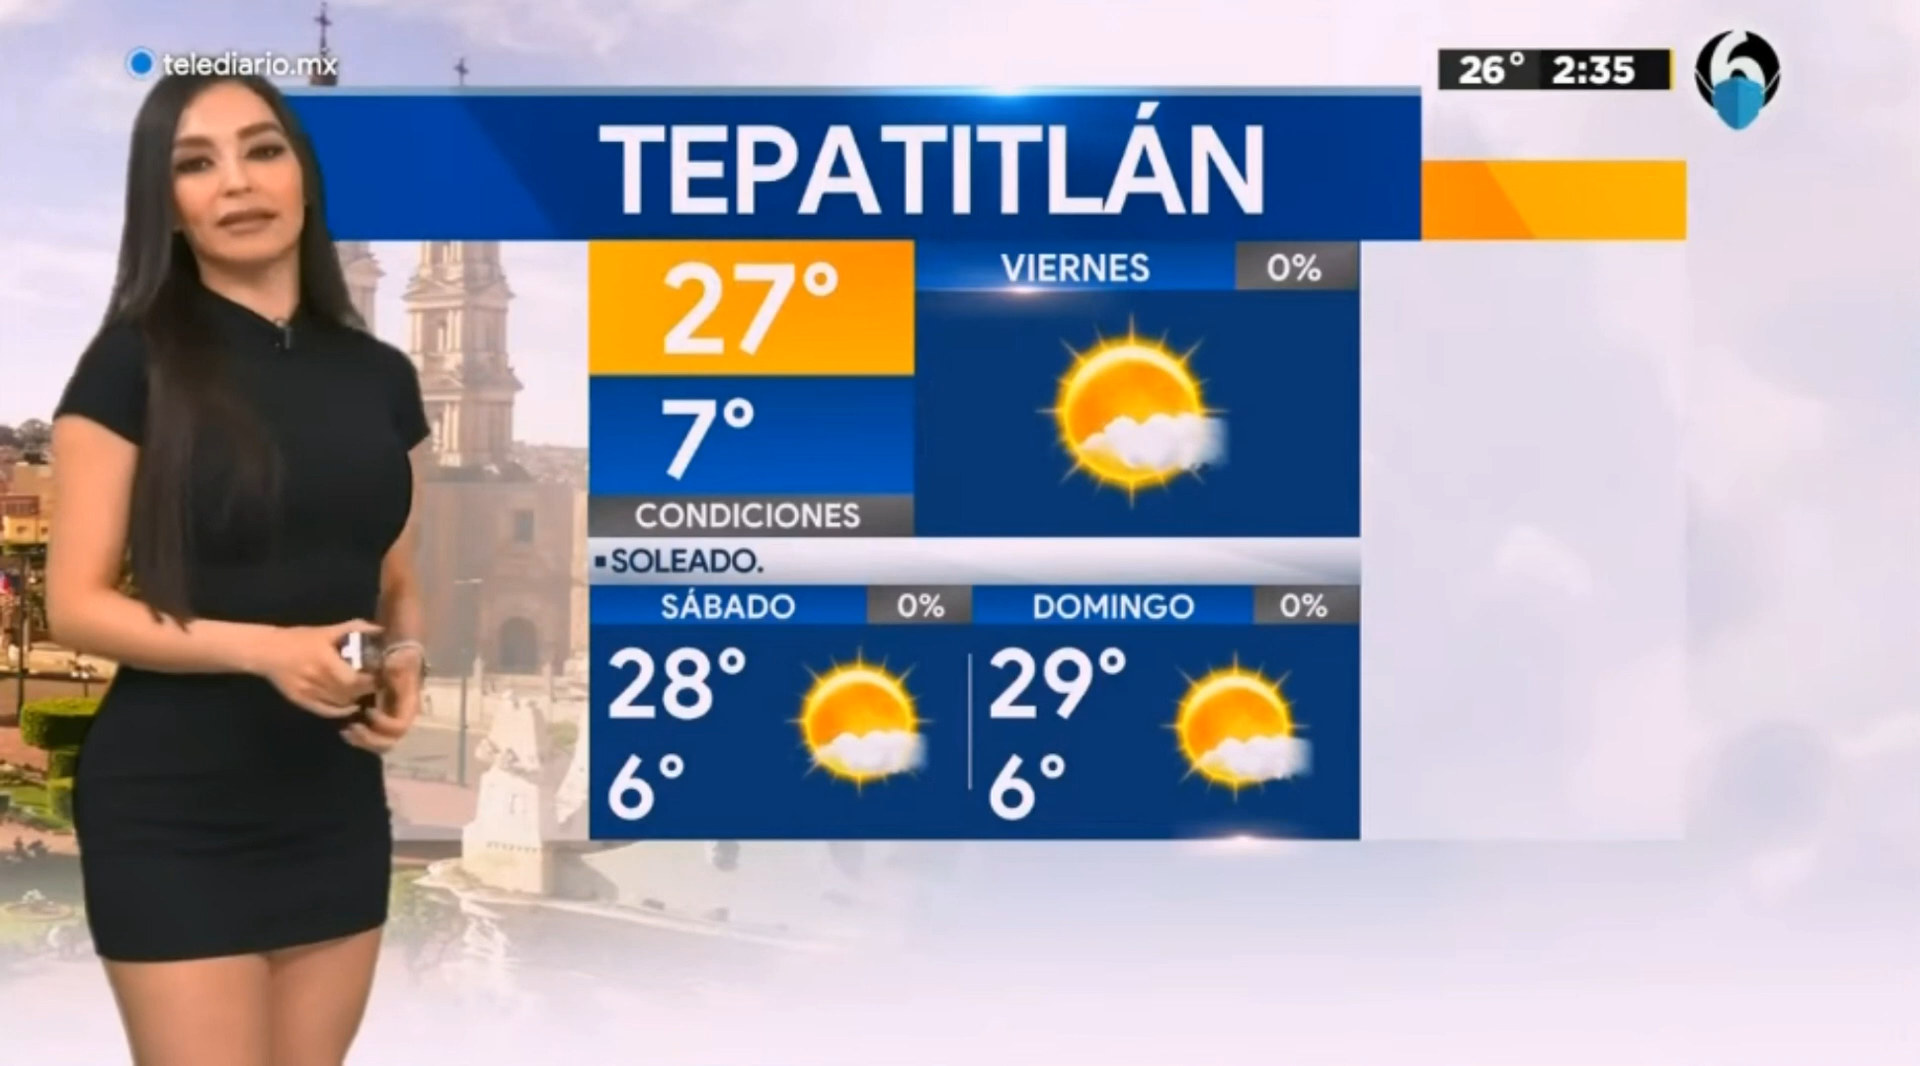 telediario.mx
26° 2:35
TEPATITLÁN
27°
VIERNES 0%
7°
CONDICIONES
▪SOLEADO.
SÁBADO 0%
DOMINGO 0%
28°
6°
29°
6°